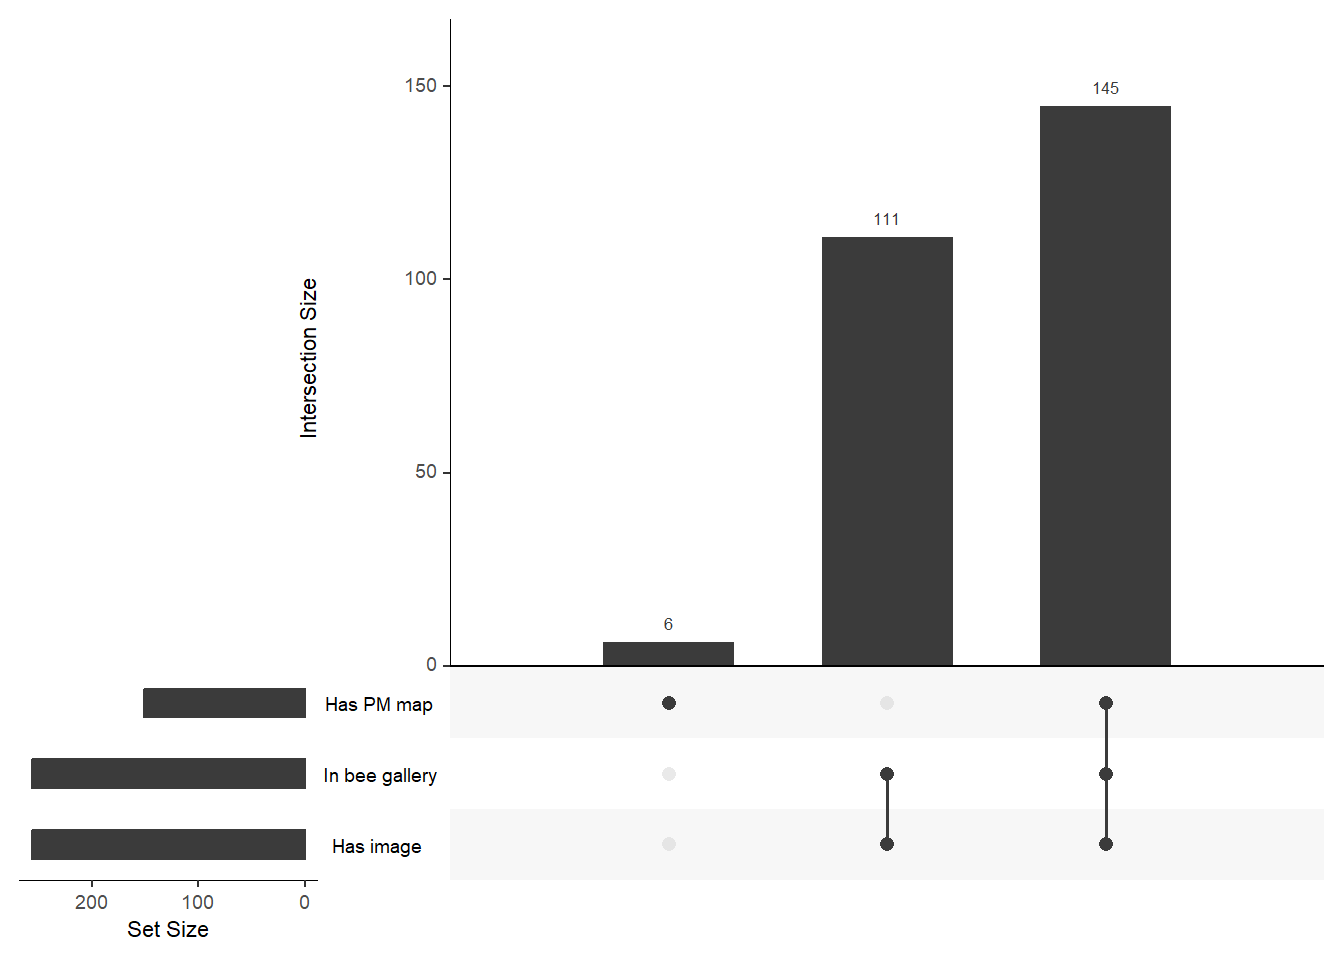 150
145
111
100
Intersection Size
50
6
0
Has PM map
In bee gallery
Has image
200 100 0
Set Size